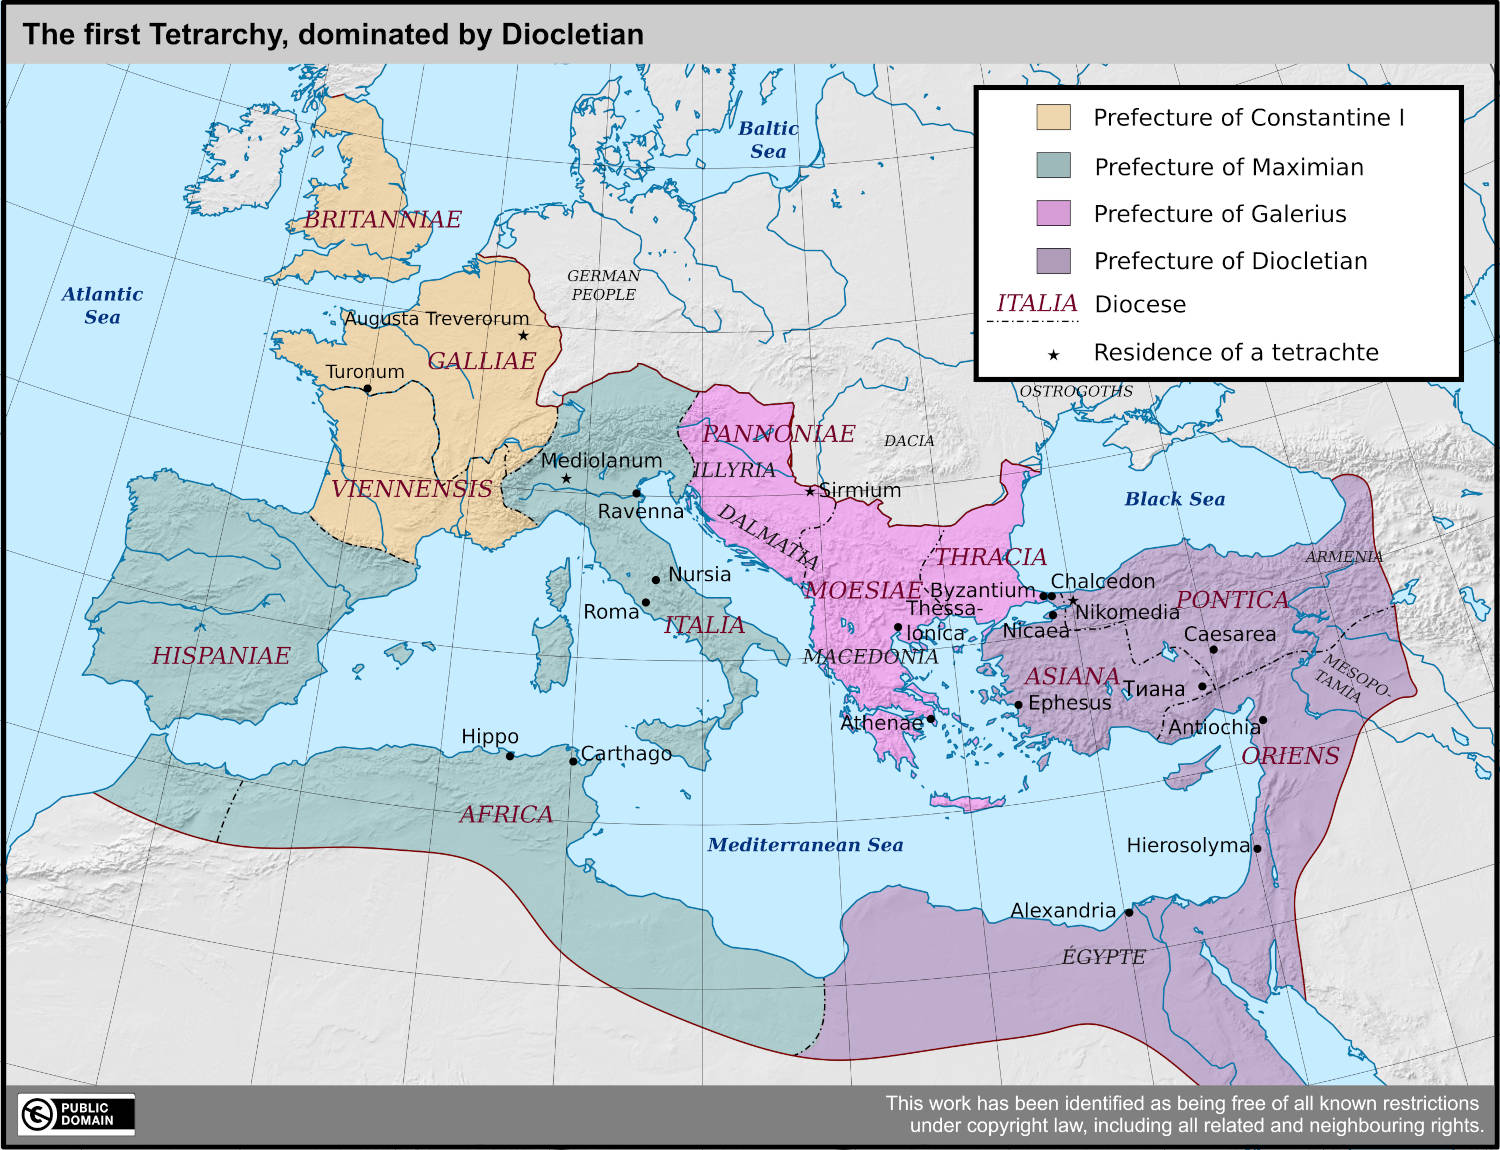 The first Tetrarchy, dominated by Diocletian
Prefecture of Constantine I
Prefecture of Maximian
Prefecture of Galerius
Prefecture of Diocletian
ITALIA Diocese
Residence of a tetrachte
Baltic
Sea
BRITANNIAE
Atlantic
Sea
GERMAN
PEOPLE
Augusta Treverorum
GALLIAE
Turonum
OSTROGOTHS
PANNONIAE
DACIA
Mediolanum
ILLYRIA
VIENNENSIS
Sirmium
Black Sea
Ravenna
DALMATIA
THRACIA
ARMENIA
Nursia
Chalcedon
MOESIAE
Byzantium
PONTICA
Roma
Thessa-
lonica
Nikomedia
ITALIA
Nicaea
Caesarea
HISPANIAE
MACEDONIA
MESOPO-
TAMIA
ASIANA
Тиана
Ephesus
Athenae
Antiochia
Hippo
Carthago
ORIENS
AFRICA
Mediterranean Sea
Hierosolyma
Alexandria
ÉGYPTE
PUBLIC
DOMAIN
This work has been identified as being free of all known restrictions
under copyright law, including all related and neighbouring rights.